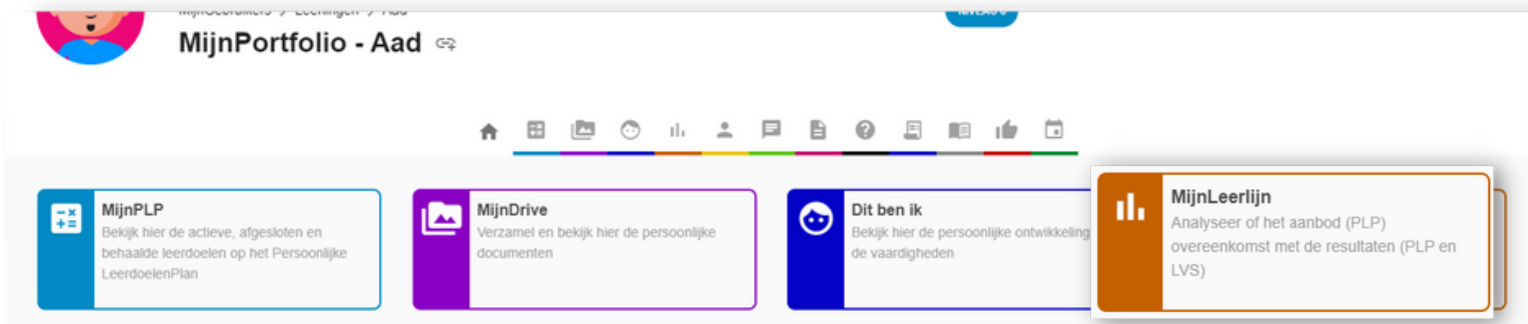 MijnPortfolio - Aad
MijnPLP
Bekijk hier de actieve, afgesloten en
behaalde leerdoelen op het Persoonlijke
LeerdoelenPlan
MijnDrive
Verzamel en bekijk hier de persoonlijke
documenten
Dit ben ik
Bekijk hier de persoonlijke ontwikkeling
de vaardigheden
MijnLeerlijn
Analyseer of het aanbod (PLP)
overeenkomst met de resultaten (PLP en
LVS)